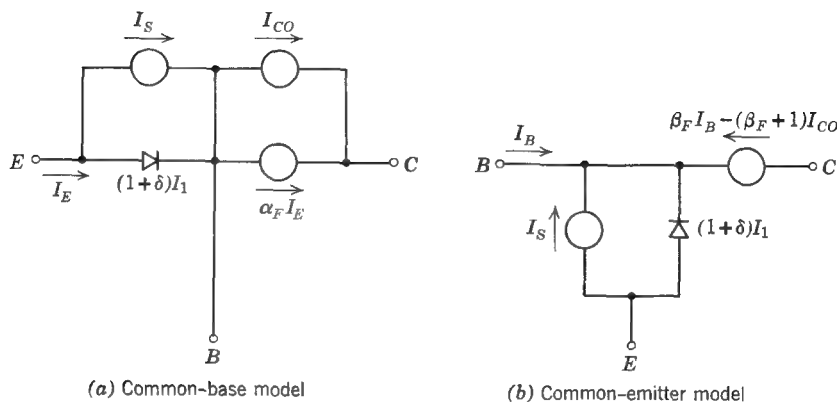 I_S
I_CO
E
I_E
(1+δ)I_1
α_F I_E
C
B
(a) Common-base model
β_F I_B−(β_F+1)I_CO
I_B
B
C
I_S
(1+δ)I_1
E
(b) Common-emitter model